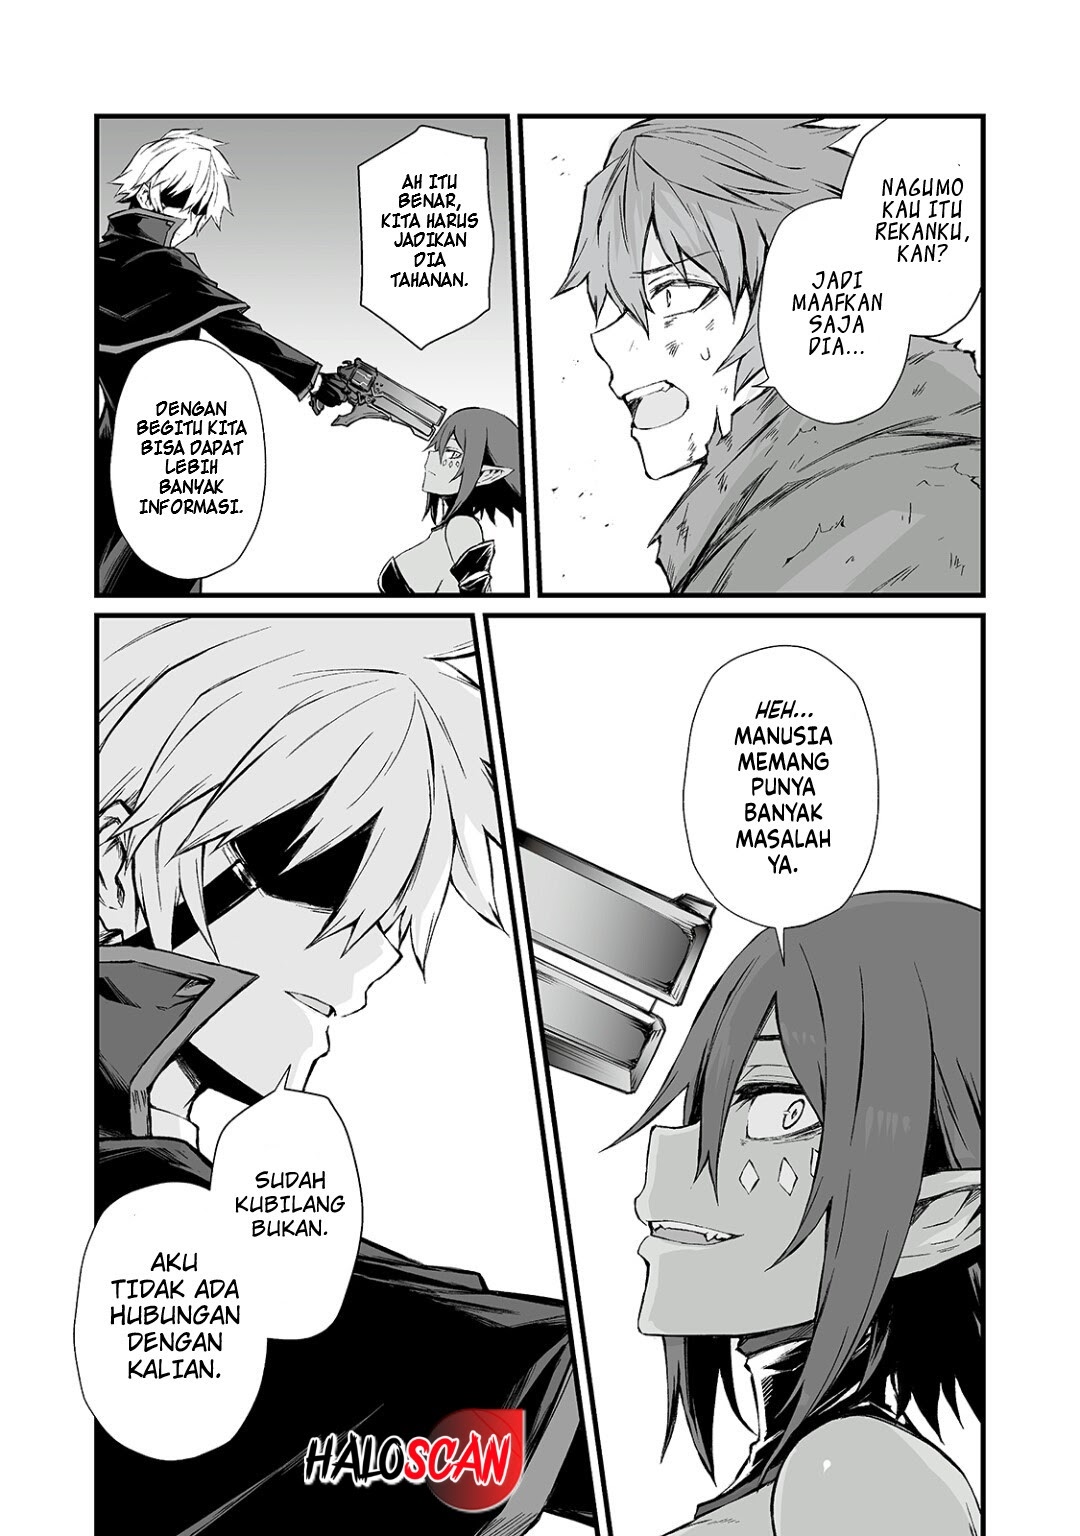 NAGUMO
KAU ITU
REKANKU,
KAN?
JADI
MAAFKAN
SAJA
DIA...
AH ITU
BENAR,
KITA HARUS
JADIKAN
DIA
TAHANAN.
DENGAN
BEGITU KITA
BISA DAPAT
LEBIH
BANYAK
INFORMASI.
HEH...
MANUSIA
MEMANG
PUNYA
BANYAK
MASALAH
YA.
SUDAH
KUBILANG
BUKAN.
AKU
TIDAK ADA
HUBUNGAN
DENGAN
KALIAN.
HALOSCAN